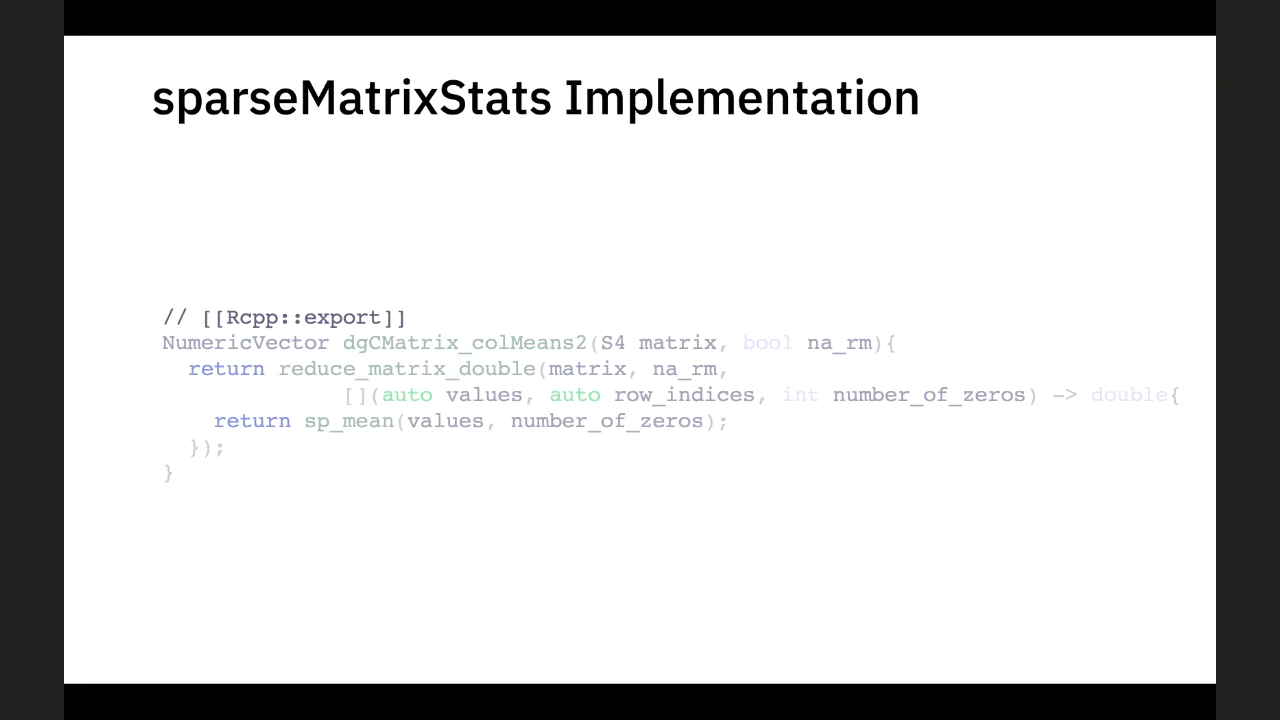 sparseMatrixStats Implementation
// [[Rcpp::export]]
NumericVector dgCMatrix_colMeans2(S4 matrix, bool na_rm){
  return reduce_matrix_double(matrix, na_rm,
              [](auto values, auto row_indices, int number_of_zeros) -> double{
    return sp_mean(values, number_of_zeros);
  });
}